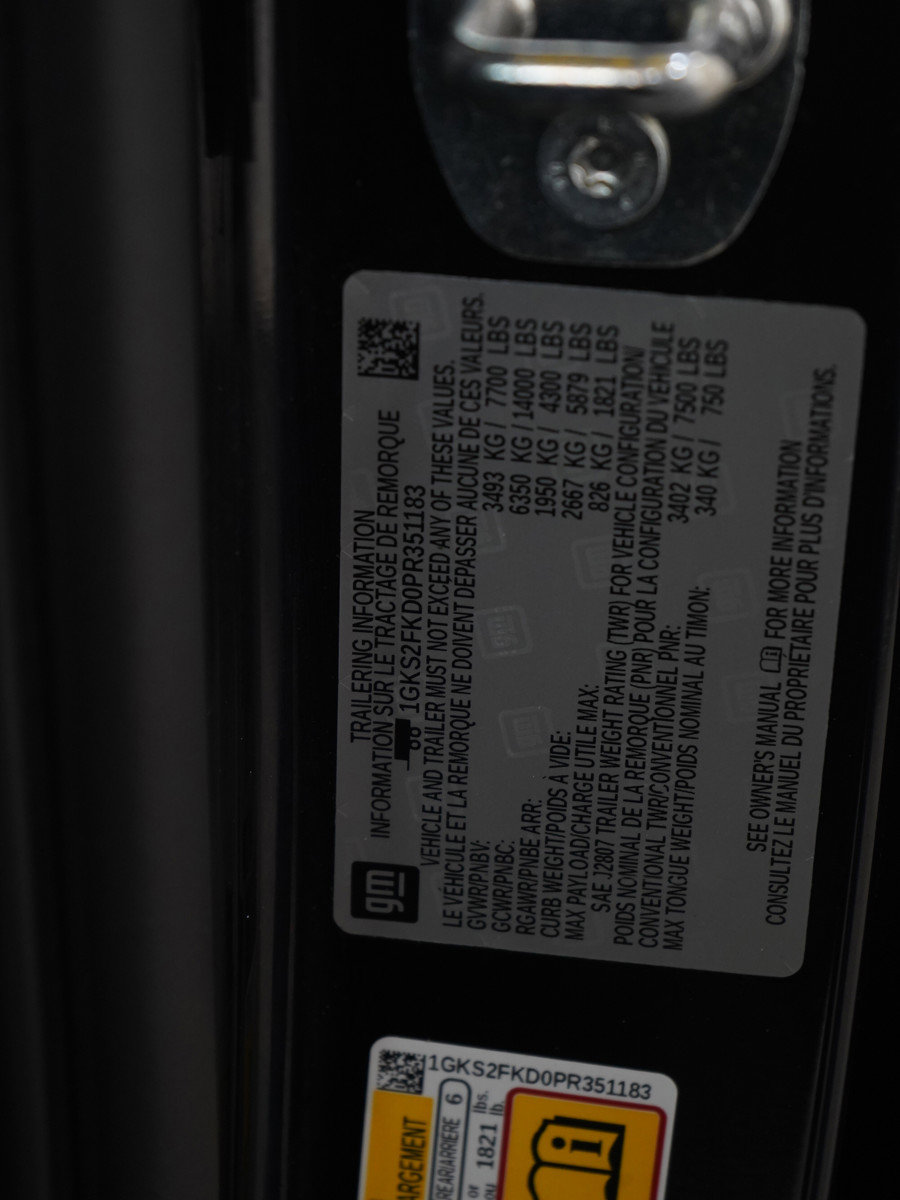 gm
TRAILERING INFORMATION
INFORMATION SUR LE TRACTAGE DE REMORQUE
1GKS2FKD0PR351183
VEHICLE AND TRAILER MUST NOT EXCEED ANY OF THESE VALUES.
LE VÉHICULE ET LA REMORQUE NE DOIVENT DÉPASSER AUCUNE DE CES VALEURS.
GVWR/PNBV: 3493 KG / 7700 LBS
GCWR/PNBC: 6350 KG / 14000 LBS
RGAWR/PNBE ARR: 1950 KG / 4300 LBS
CURB WEIGHT/POIDS À VIDE: 2667 KG / 5879 LBS
MAX PAYLOAD/CHARGE UTILE MAX: 826 KG / 1821 LBS
SAE J2807 TRAILER WEIGHT RATING (TWR) FOR VEHICLE CONFIGURATION/
POIDS NOMINAL DE LA REMORQUE (PNR) POUR LA CONFIGURATION DU VÉHICULE
CONVENTIONAL TWR/CONVENTIONNEL PNR: 3402 KG / 7500 LBS
MAX TONGUE WEIGHT/POIDS NOMINAL AU TIMON: 340 KG / 750 LBS
SEE OWNER'S MANUAL FOR MORE INFORMATION
CONSULTEZ LE MANUEL DU PROPRIÉTAIRE POUR PLUS D'INFORMATIONS.
1GKS2FKD0PR351183
ARGEMENT
REAR/ARRIERE 6
or lbs.
ou 1821 lb.